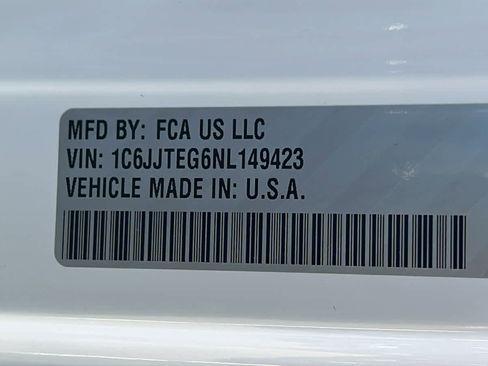 MFD BY: FCA US LLC
VIN: 1C6JJTEG6NL149423
VEHICLE MADE IN: U.S.A.